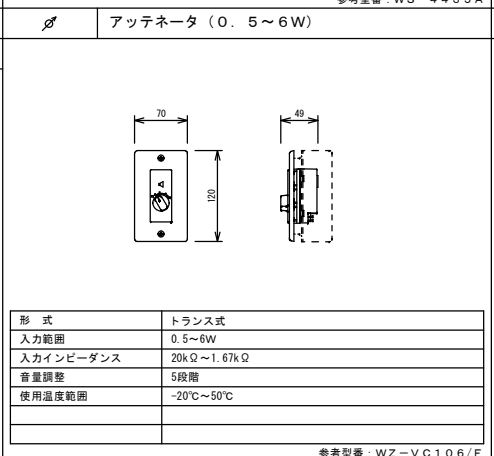 参考型番：WS－4485A
アッテネータ（0．5～6W）
70
49
120
形　式　トランス式
入力範囲　0.5～6W
入力インピーダンス　20kΩ～1.67kΩ
音量調整　5段階
使用温度範囲　-20℃～50℃
参考型番：WZ－VC106/F